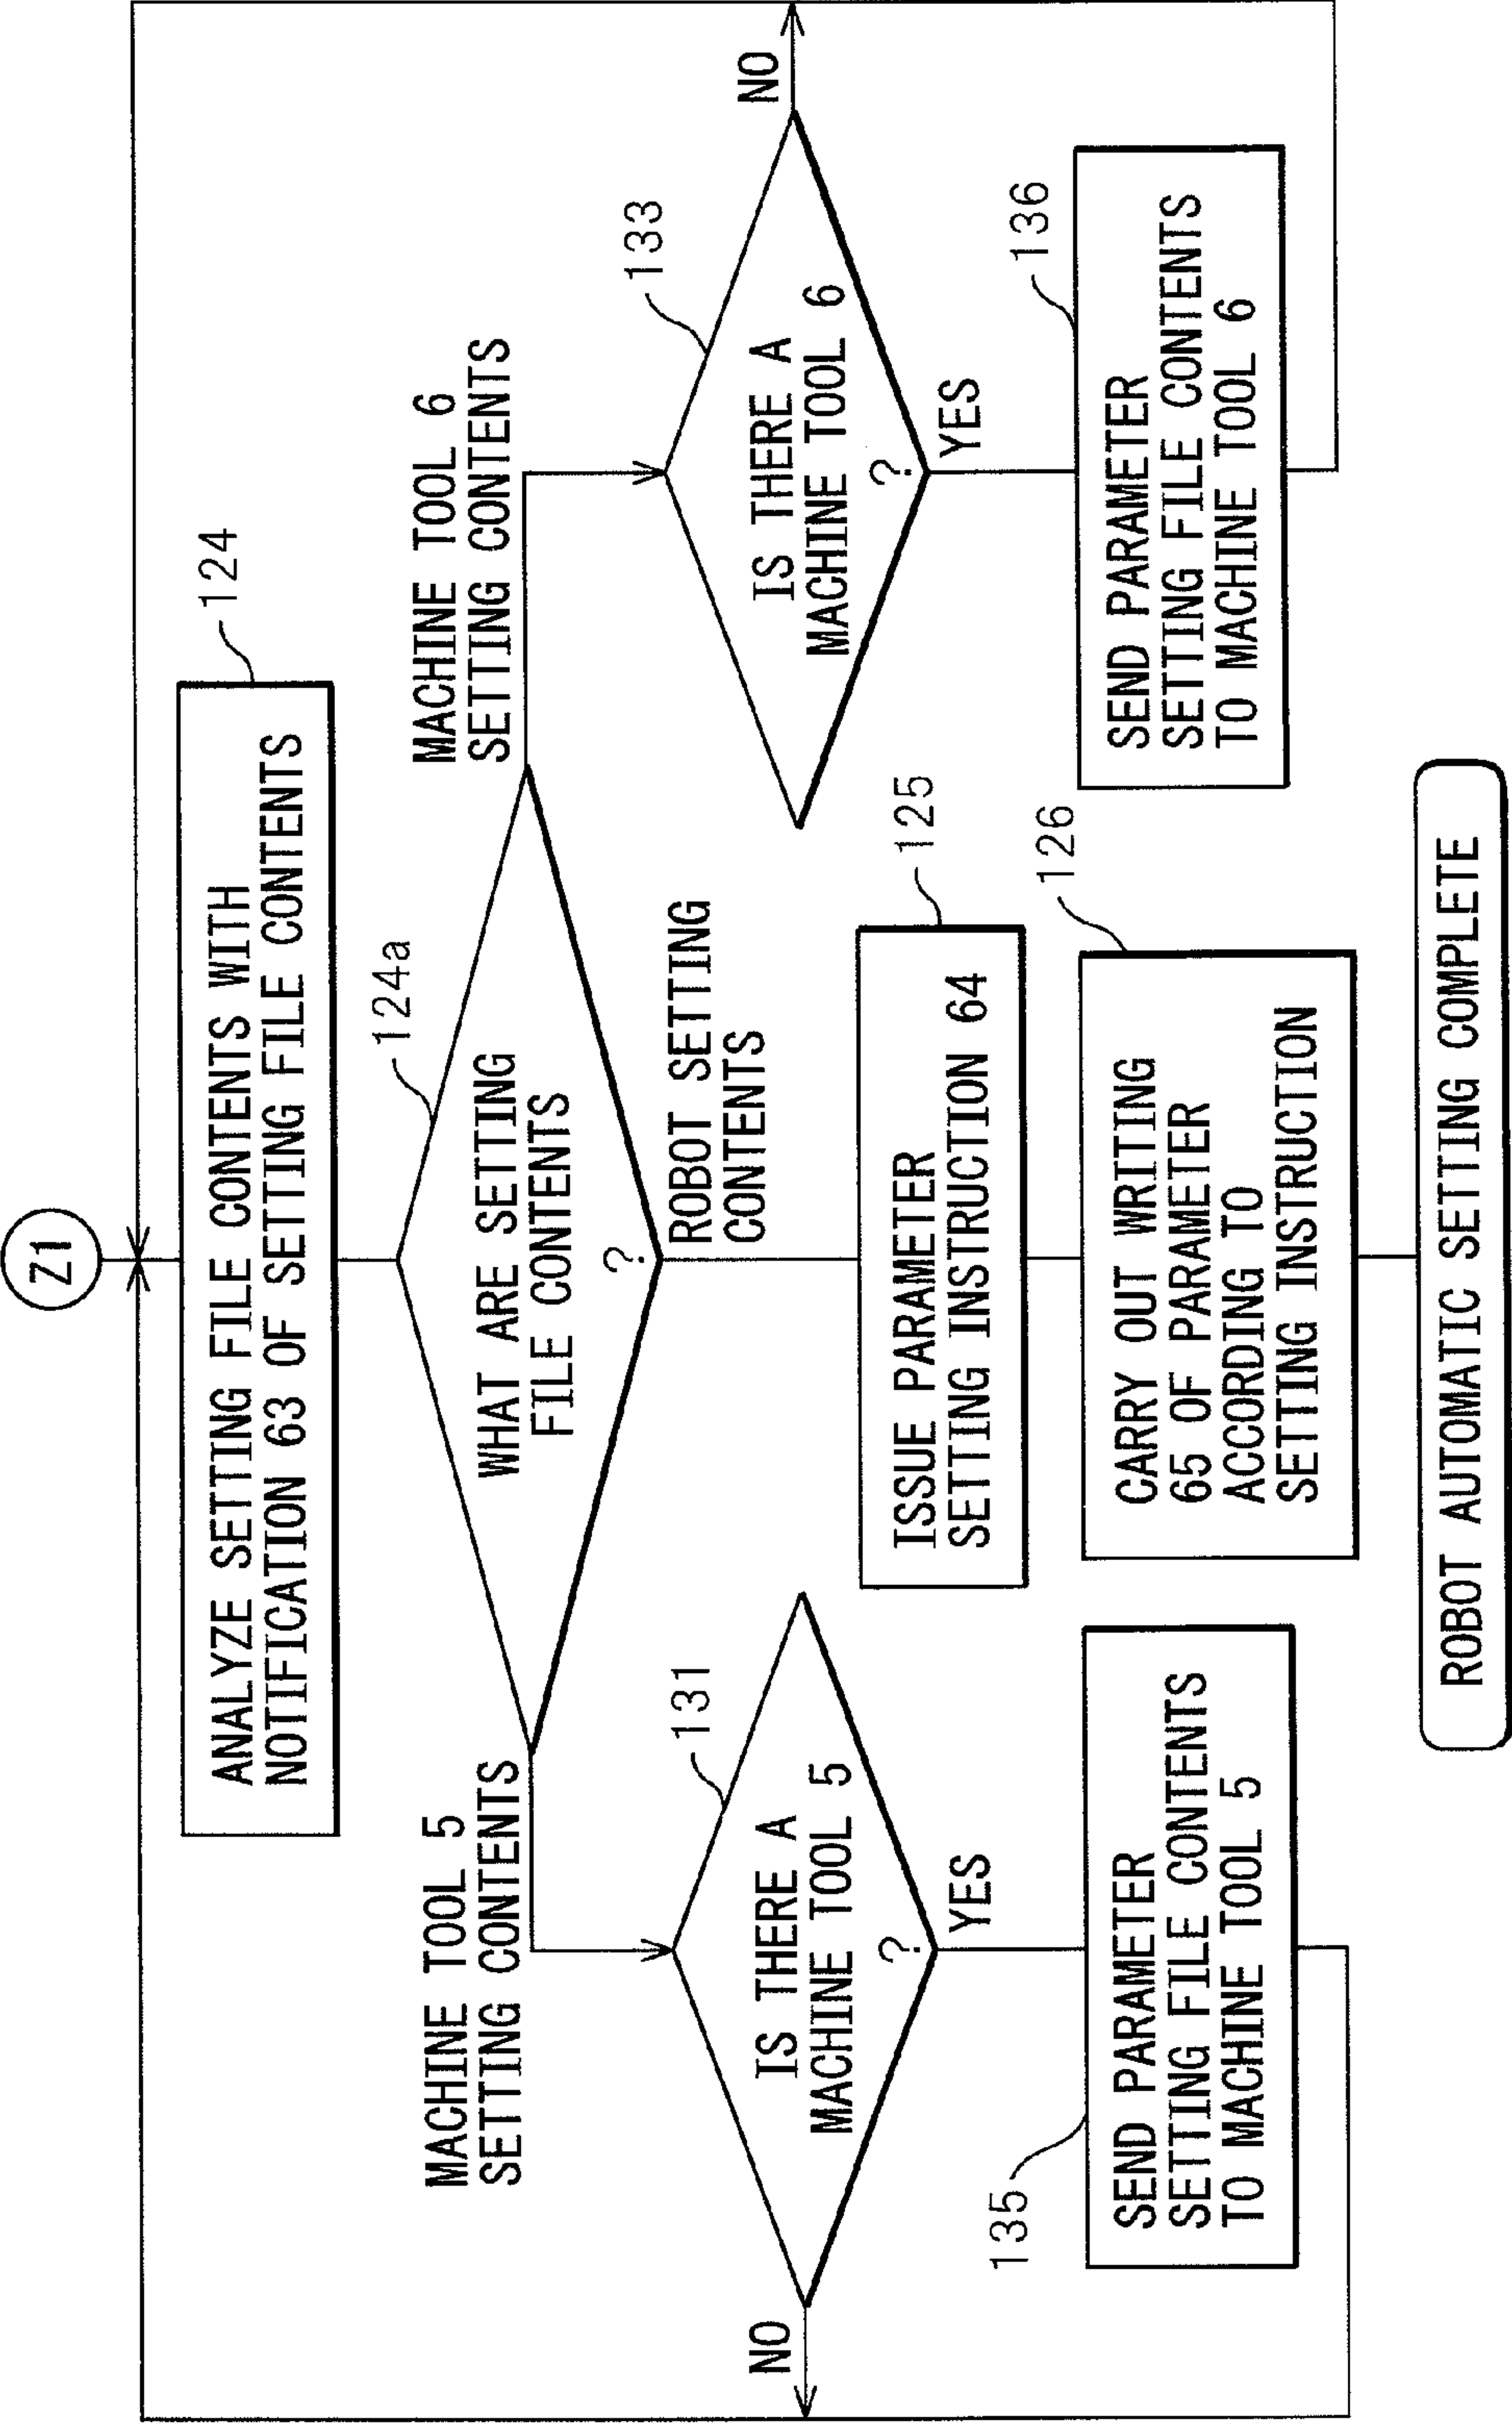 Z1
124
ANALYZE SETTING FILE CONTENTS WITH
NOTIFICATION 63 OF SETTING FILE CONTENTS
124a
WHAT ARE SETTING
FILE CONTENTS
?
MACHINE TOOL 5
SETTING CONTENTS
MACHINE TOOL 6
SETTING CONTENTS
ROBOT SETTING
CONTENTS
131
IS THERE A
MACHINE TOOL 5
?
NO
YES
133
IS THERE A
MACHINE TOOL 6
?
NO
YES
125
ISSUE PARAMETER
SETTING INSTRUCTION 64
135
SEND PARAMETER
SETTING FILE CONTENTS
TO MACHINE TOOL 5
126
CARRY OUT WRITING
65 OF PARAMETER
ACCORDING TO
SETTING INSTRUCTION
136
SEND PARAMETER
SETTING FILE CONTENTS
TO MACHINE TOOL 6
ROBOT AUTOMATIC SETTING COMPLETE